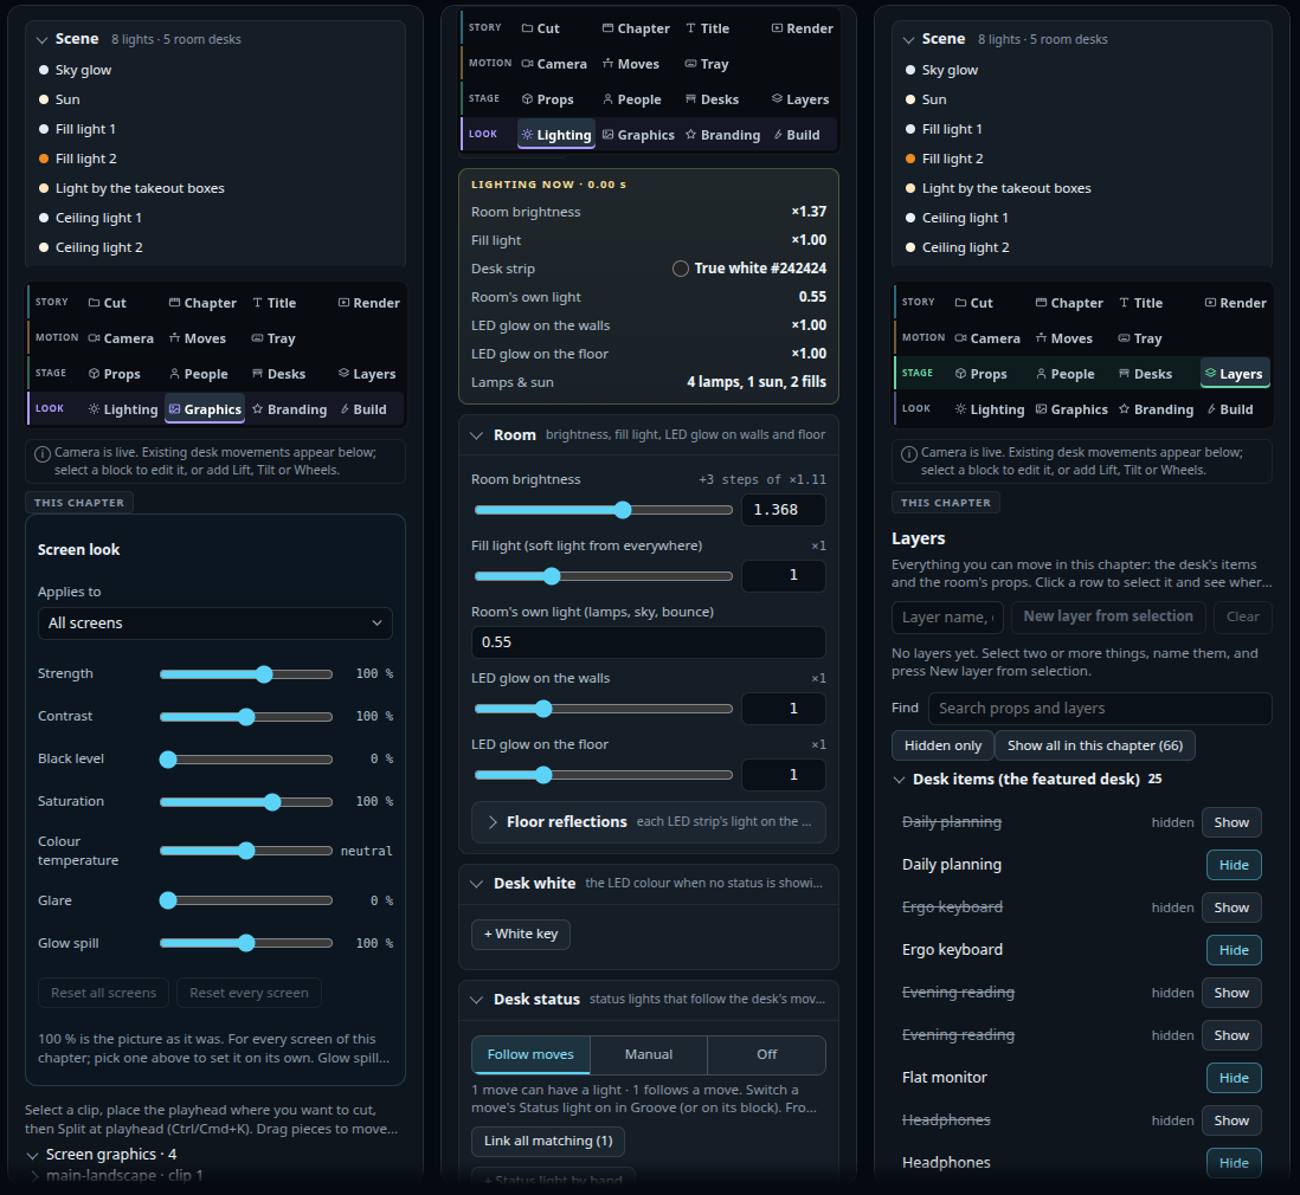 Scene 8 lights · 5 room desks
Sky glow
Sun
Fill light 1
Fill light 2
Light by the takeout boxes
Ceiling light 1
Ceiling light 2
STORY Cut Chapter Title Render
MOTION Camera Moves Tray
STAGE Props People Desks Layers
LOOK Lighting Graphics Branding Build
Camera is live. Existing desk movements appear below;
select a block to edit it, or add Lift, Tilt or Wheels.
THIS CHAPTER
Screen look
Applies to
All screens
Strength 100 %
Contrast 100 %
Black level 0 %
Saturation 100 %
Colour
temperature neutral
Glare 0 %
Glow spill 100 %
Reset all screens Reset every screen
100 % is the picture as it was. For every screen of this
chapter; pick one above to set it on its own. Glow spill...
Select a clip, place the playhead where you want to cut,
then Split at playhead (Ctrl/Cmd+K). Drag pieces to move...
Screen graphics · 4
main-landscape · clip 1
STORY Cut Chapter Title Render
MOTION Camera Moves Tray
STAGE Props People Desks Layers
LOOK Lighting Graphics Branding Build
LIGHTING NOW · 0.00 s
Room brightness ×1.37
Fill light ×1.00
Desk strip True white #242424
Room's own light 0.55
LED glow on the walls ×1.00
LED glow on the floor ×1.00
Lamps & sun 4 lamps, 1 sun, 2 fills
Room brightness, fill light, LED glow on walls and floor
Room brightness +3 steps of ×1.11
1.368
Fill light (soft light from everywhere) ×1
1
Room's own light (lamps, sky, bounce)
0.55
LED glow on the walls ×1
1
LED glow on the floor ×1
1
Floor reflections each LED strip's light on the ...
Desk white the LED colour when no status is showi...
+ White key
Desk status status lights that follow the desk's mov...
Follow moves Manual Off
1 move can have a light · 1 follows a move. Switch a
move's Status light on in Groove (or on its block). Fro...
Link all matching (1)
+ Status light by hand
Scene 8 lights · 5 room desks
Sky glow
Sun
Fill light 1
Fill light 2
Light by the takeout boxes
Ceiling light 1
Ceiling light 2
STORY Cut Chapter Title Render
MOTION Camera Moves Tray
STAGE Props People Desks Layers
LOOK Lighting Graphics Branding Build
Camera is live. Existing desk movements appear below;
select a block to edit it, or add Lift, Tilt or Wheels.
THIS CHAPTER
Layers
Everything you can move in this chapter: the desk's items
and the room's props. Click a row to select it and see wher...
Layer name, New layer from selection Clear
No layers yet. Select two or more things, name them, and
press New layer from selection.
Find Search props and layers
Hidden only Show all in this chapter (66)
Desk items (the featured desk) 25
Daily planning hidden Show
Daily planning Hide
Ergo keyboard hidden Show
Ergo keyboard Hide
Evening reading hidden Show
Evening reading hidden Show
Flat monitor Hide
Headphones hidden Show
Headphones Hide